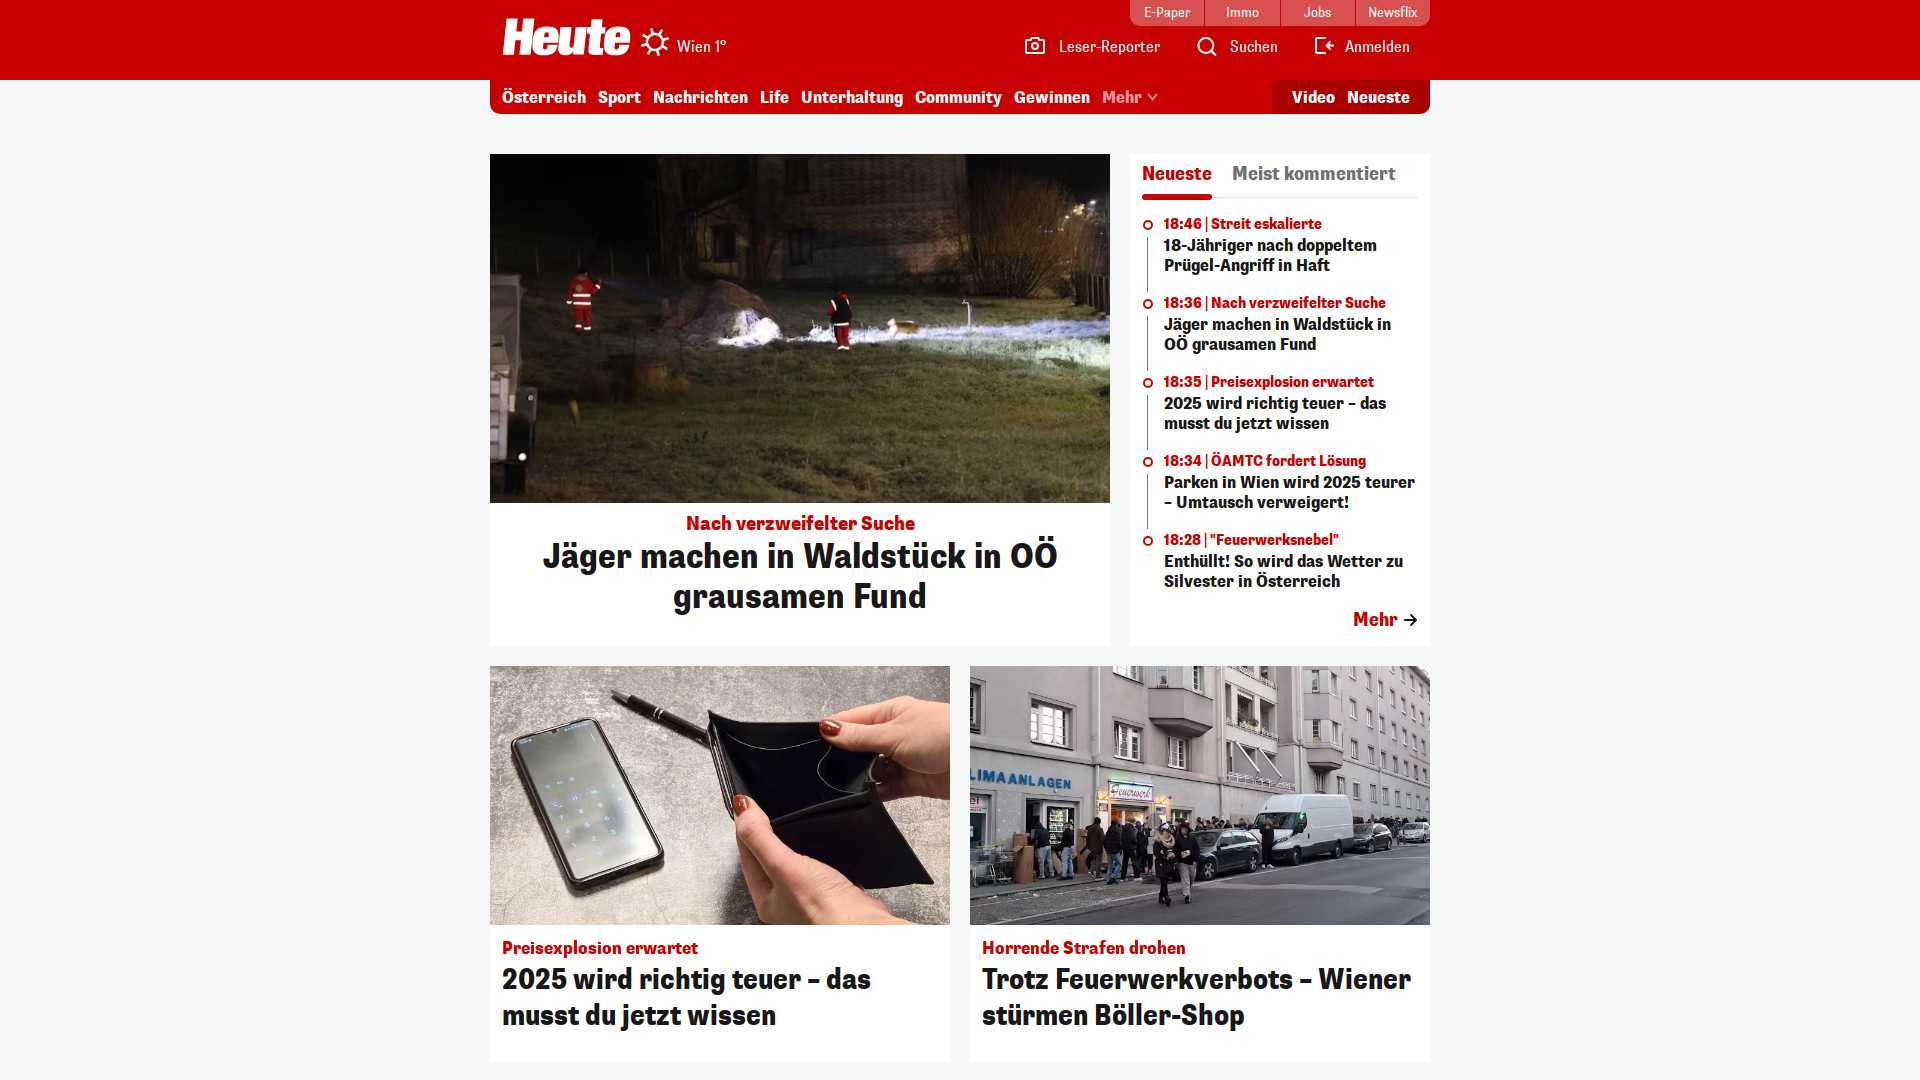 E-Paper
Immo
Jobs
Newsflix
Heute
Wien 1°
Leser-Reporter
Suchen
Anmelden
Österreich
Sport
Nachrichten
Life
Unterhaltung
Community
Gewinnen
Mehr
Video
Neueste
Nach verzweifelter Suche
Jäger machen in Waldstück in OÖ
grausamen Fund
Neueste
Meist kommentiert
18:46 | Streit eskalierte
18-Jähriger nach doppeltem
Prügel-Angriff in Haft
18:36 | Nach verzweifelter Suche
Jäger machen in Waldstück in
OÖ grausamen Fund
18:35 | Preisexplosion erwartet
2025 wird richtig teuer – das
musst du jetzt wissen
18:34 | ÖAMTC fordert Lösung
Parken in Wien wird 2025 teurer
– Umtausch verweigert!
18:28 | "Feuerwerksnebel"
Enthüllt! So wird das Wetter zu
Silvester in Österreich
Mehr
Preisexplosion erwartet
2025 wird richtig teuer – das
musst du jetzt wissen
LIMAANLAGEN
Feuerwerk
Horrende Strafen drohen
Trotz Feuerwerkverbots – Wiener
stürmen Böller-Shop